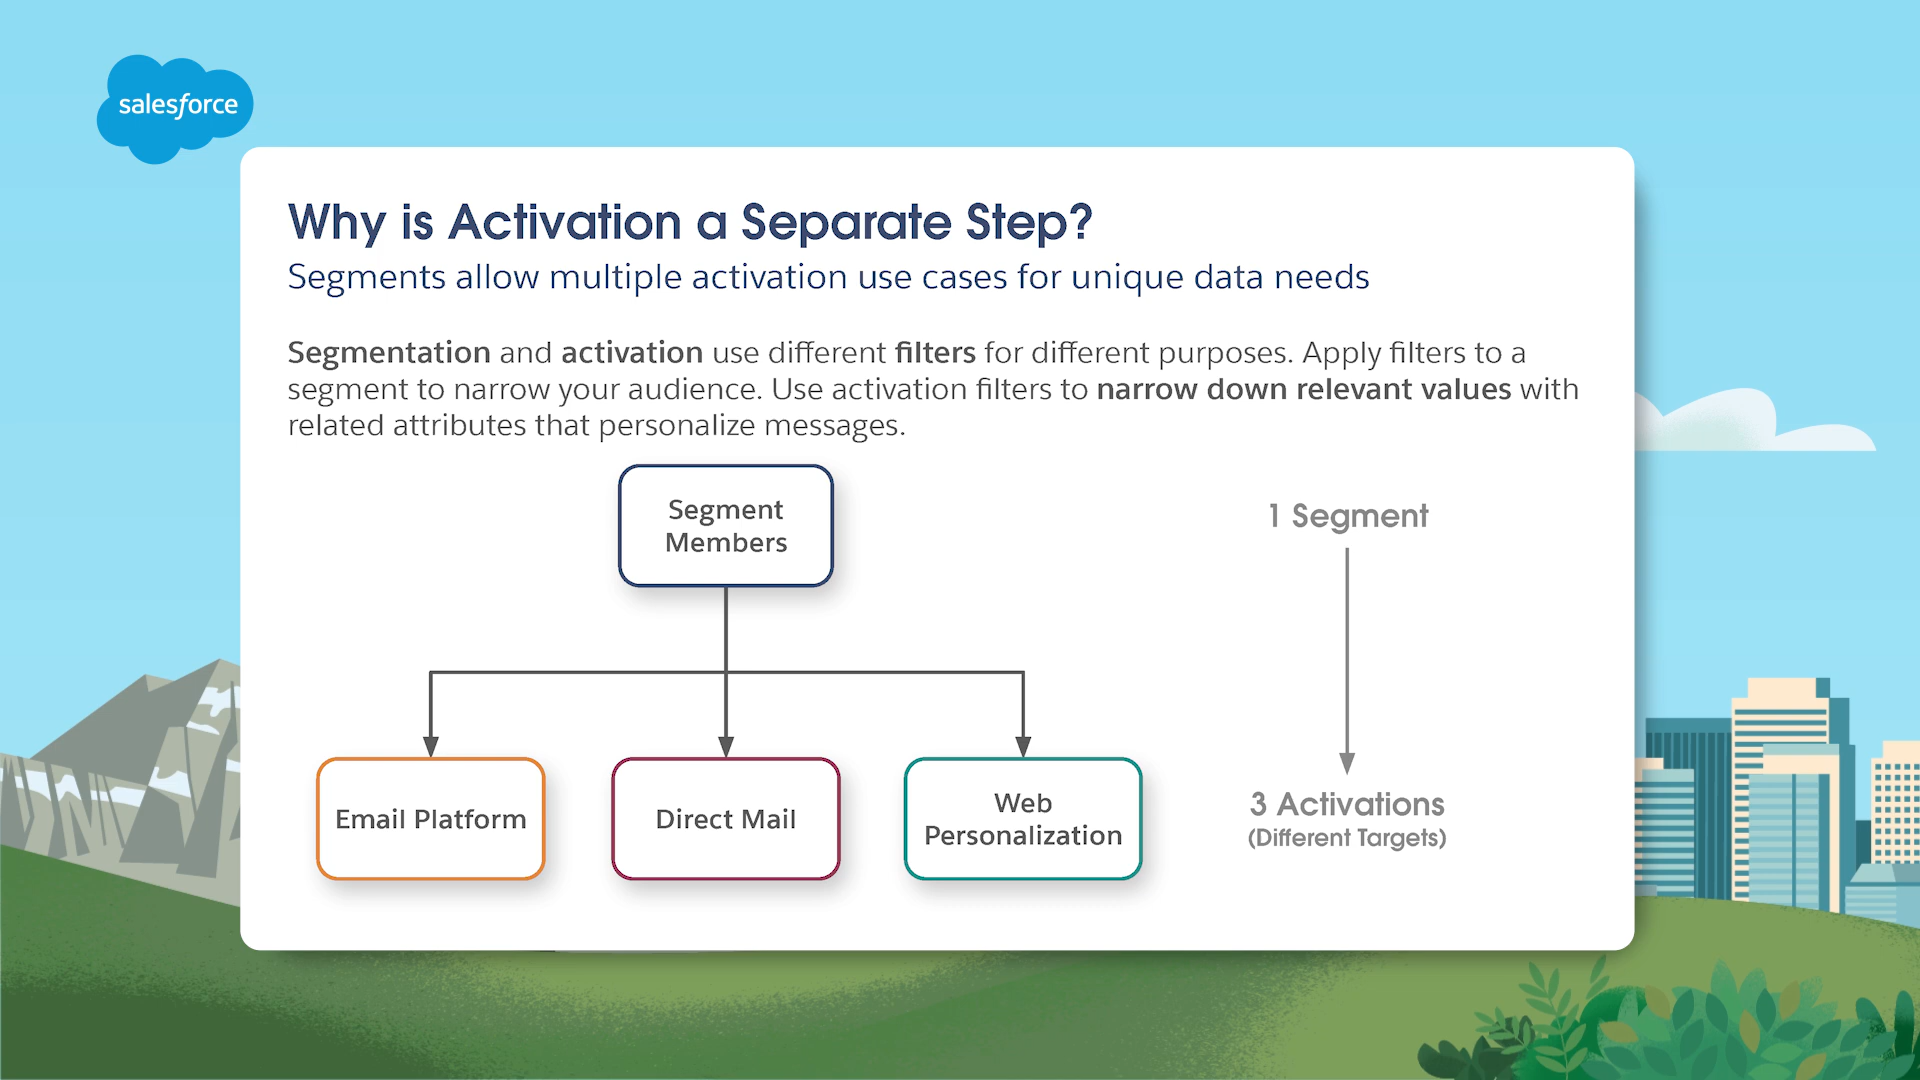 salesforce
Why is Activation a Separate Step?
Segments allow multiple activation use cases for unique data needs
Segmentation and activation use different filters for different purposes. Apply filters to a
segment to narrow your audience. Use activation filters to narrow down relevant values with
related attributes that personalize messages.
Segment
Members
1 Segment
Email Platform
Direct Mail
Web
Personalization
3 Activations
(Different Targets)